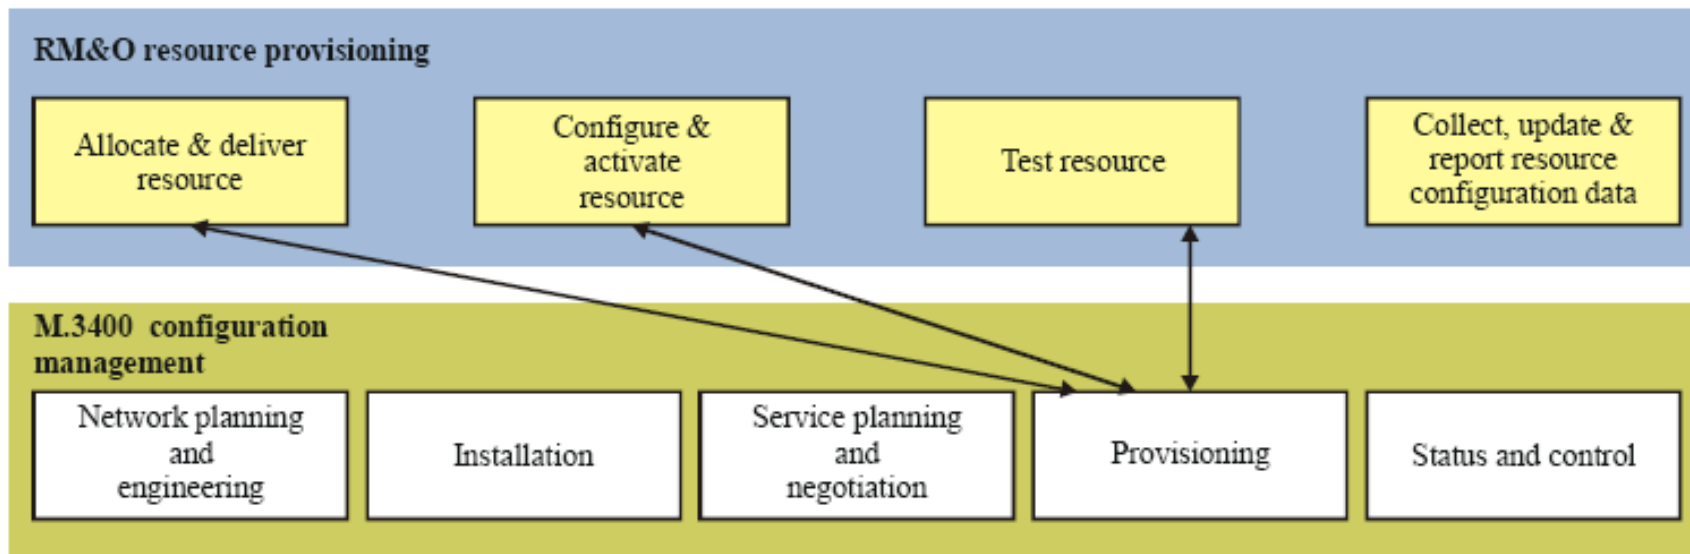 RM&O resource provisioning
Allocate & deliver
resource
Configure &
activate
resource
Test resource
Collect, update &
report resource
configuration data
M.3400 configuration
management
Network planning
and
engineering
Installation
Service planning
and
negotiation
Provisioning
Status and control